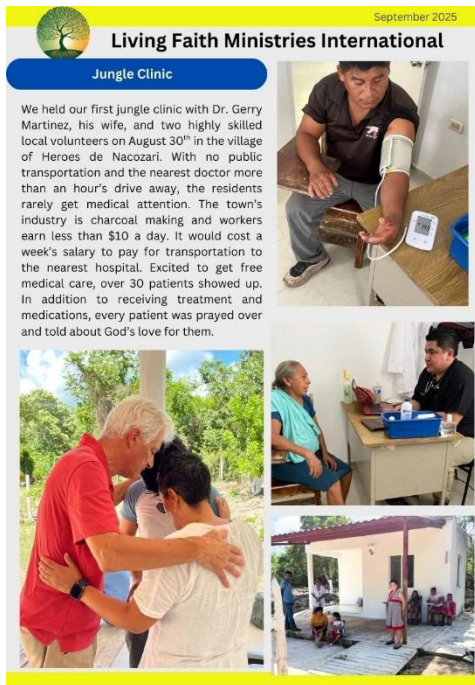 September 2025
Living Faith Ministries International
Jungle Clinic
We held our first jungle clinic with Dr. Gerry
Martinez, his wife, and two highly skilled
local volunteers on August 30th in the village
of Heroes de Nacozari. With no public
transportation and the nearest doctor more
than an hour's drive away, the residents
rarely get medical attention. The town's
industry is charcoal making and workers
earn less than $10 a day. It would cost a
week's salary to pay for transportation to
the nearest hospital. Excited to get free
medical care, over 30 patients showed up.
In addition to receiving treatment and
medications, every patient was prayed over
and told about God's love for them.